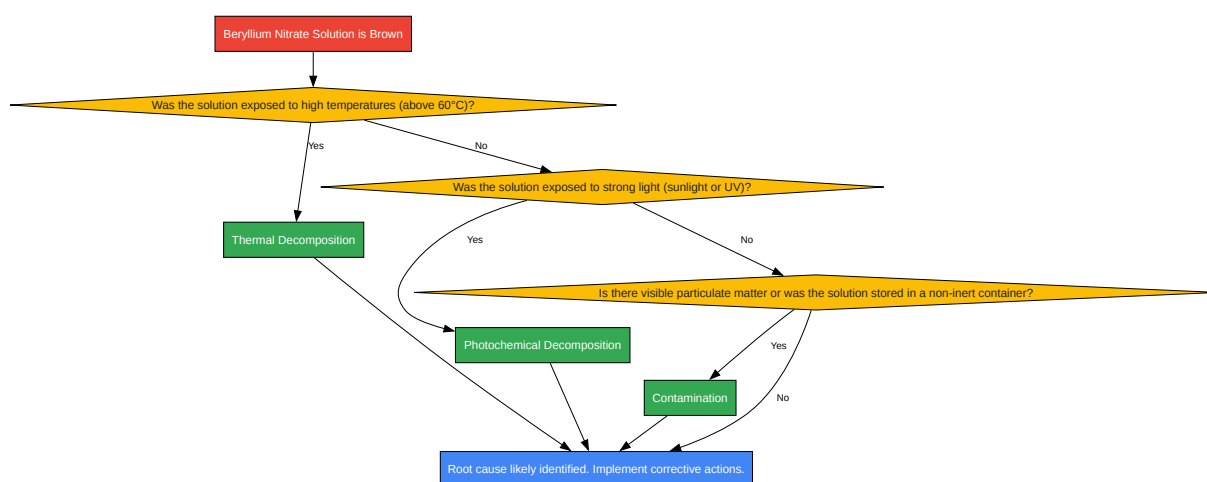 Beryllium Nitrate Solution is Brown
Was the solution exposed to high temperatures (above 60°C)?
Yes
No
Was the solution exposed to strong light (sunlight or UV)?
Thermal Decomposition
Yes
No
Is there visible particulate matter or was the solution stored in a non-inert container?
Photochemical Decomposition
Yes
Contamination
No
Root cause likely identified. Implement corrective actions.